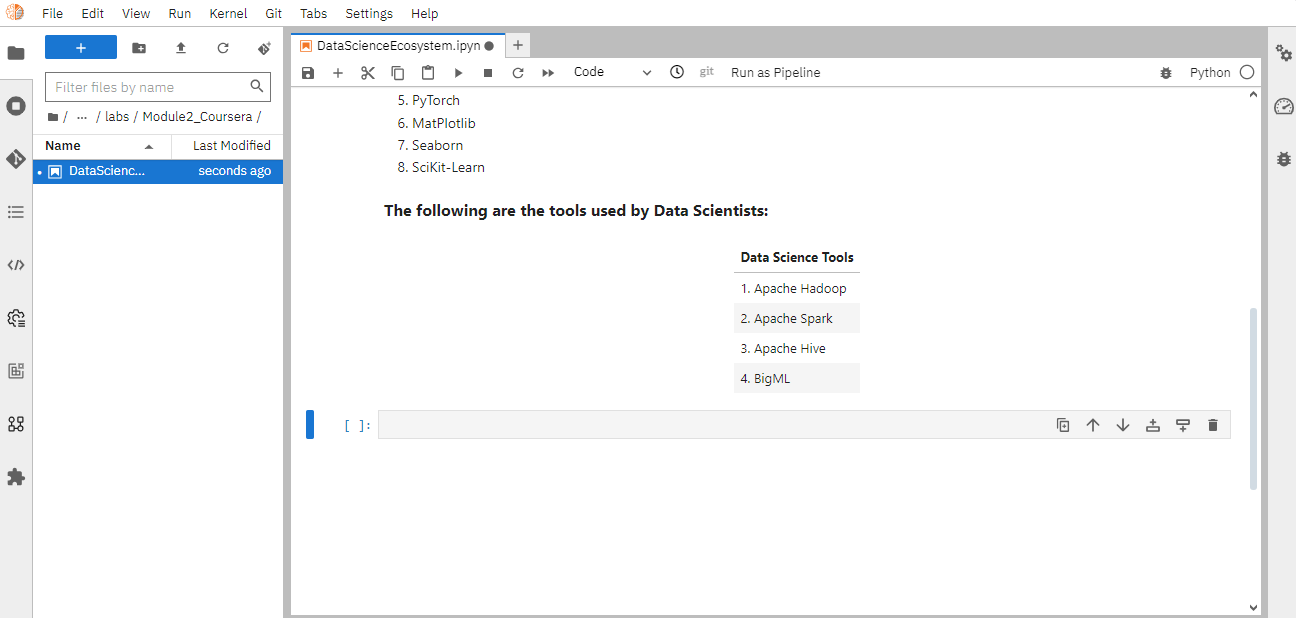 File Edit View Run Kernel Git Tabs Settings Help
+
Filter files by name
/ ... / labs / Module2_Coursera /
Name Last Modified
DataScienc... seconds ago
DataScienceEcosystem.ipyn
Code git Run as Pipeline Python
5. PyTorch
6. MatPlotlib
7. Seaborn
8. SciKit-Learn
The following are the tools used by Data Scientists:
Data Science Tools
1. Apache Hadoop
2. Apache Spark
3. Apache Hive
4. BigML
[ ]: